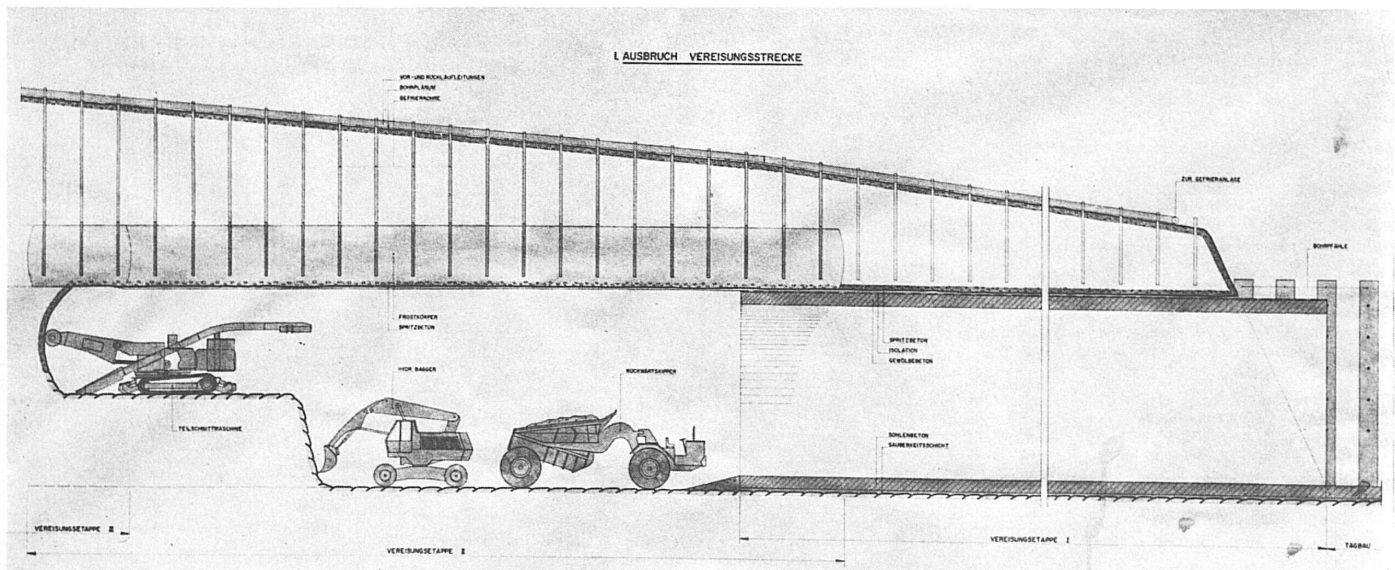 I. AUSBRUCH VEREISUNGSSTRECKE
VOR- UND RÜCKLAUFLEITUNGEN
BOHRPLANUM
GEFRIERROHRE
ZUR GEFRIERANLAGE
BOHRPFÄHLE
FROSTKÖRPER
SPRITZBETON
SPRITZBETON
ISOLATION
GEWÖLBEBETON
HYDR. BAGGER
RÜCKWÄRTSKIPPER
TEILSCHNITTMASCHINE
SOHLENBETON
SAUBERKEITSSCHICHT
VEREISUNGSETAPPE III
VEREISUNGSETAPPE II
VEREISUNGSETAPPE I
TAGBAU